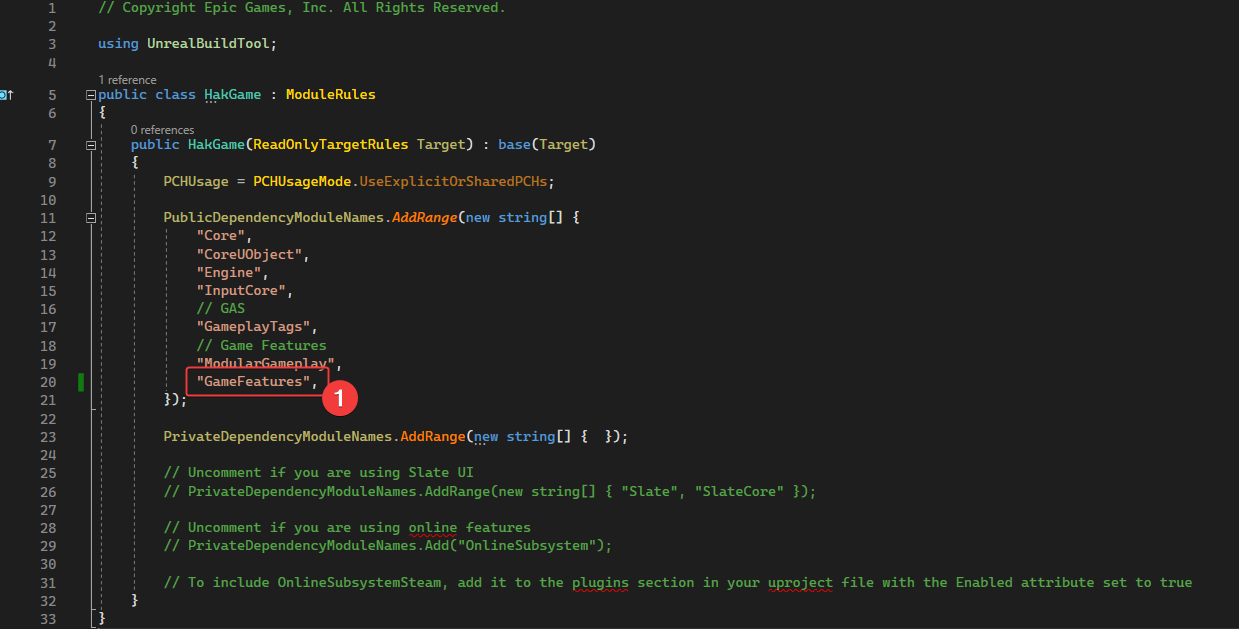 1 // Copyright Epic Games, Inc. All Rights Reserved.
2
3 using UnrealBuildTool;
4
1 reference
5 public class HakGame : ModuleRules
6 {
0 references
7 public HakGame(ReadOnlyTargetRules Target) : base(Target)
8 {
9 PCHUsage = PCHUsageMode.UseExplicitOrSharedPCHs;
10
11 PublicDependencyModuleNames.AddRange(new string[] {
12 "Core",
13 "CoreUObject",
14 "Engine",
15 "InputCore",
16 // GAS
17 "GameplayTags",
18 // Game Features
19 "ModularGameplay",
20 "GameFeatures",
1
21 });
22
23 PrivateDependencyModuleNames.AddRange(new string[] {  });
24
25 // Uncomment if you are using Slate UI
26 // PrivateDependencyModuleNames.AddRange(new string[] { "Slate", "SlateCore" });
27
28 // Uncomment if you are using online features
29 // PrivateDependencyModuleNames.Add("OnlineSubsystem");
30
31 // To include OnlineSubsystemSteam, add it to the plugins section in your uproject file with the Enabled attribute set to true
32 }
33 }